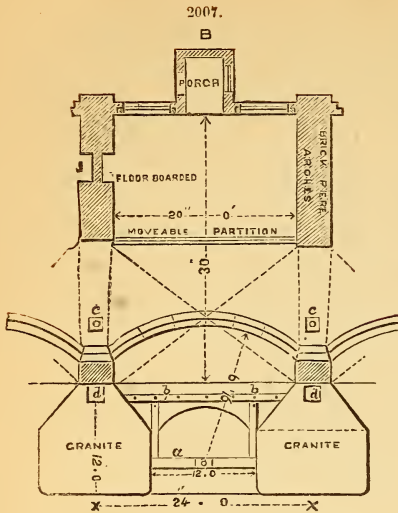 2007.
B
PORCH
J
FLOOR BOARDED
BRICK PIERS
ARCHES
20" 0'
MOVEABLE PARTITION
30
c
c
d
b
b
d
GRANITE
a
GRANITE
12.0
12.0
24 . 0
X
X